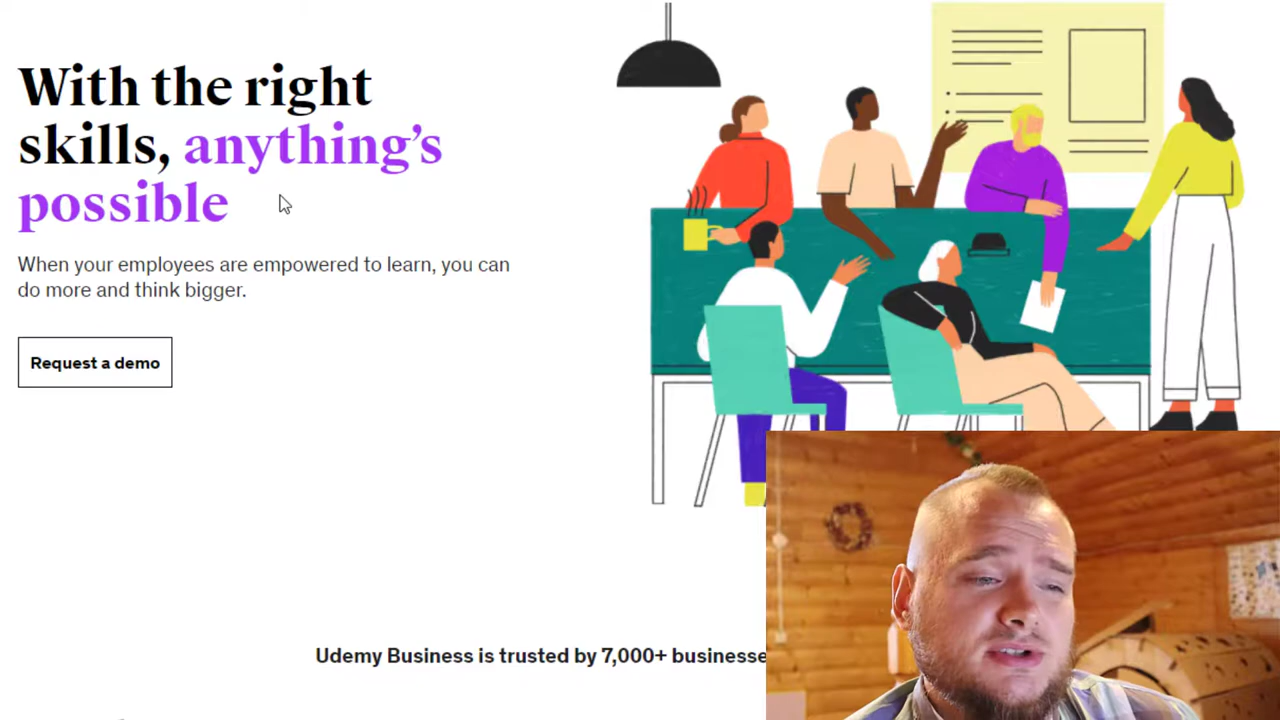 With the right
skills, anything's
possible
When your employees are empowered to learn, you can
do more and think bigger.
Request a demo
Udemy Business is trusted by 7,000+ businesse